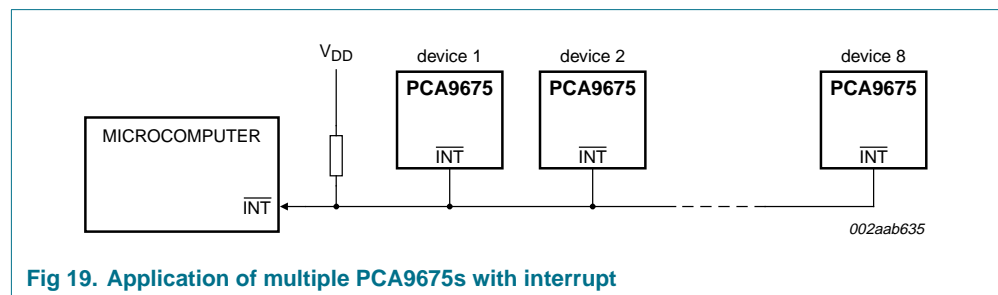 V_DD
device 1
device 2
device 8
PCA9675
PCA9675
PCA9675
MICROCOMPUTER
INT
INT
INT
INT
002aab635
Fig 19. Application of multiple PCA9675s with interrupt